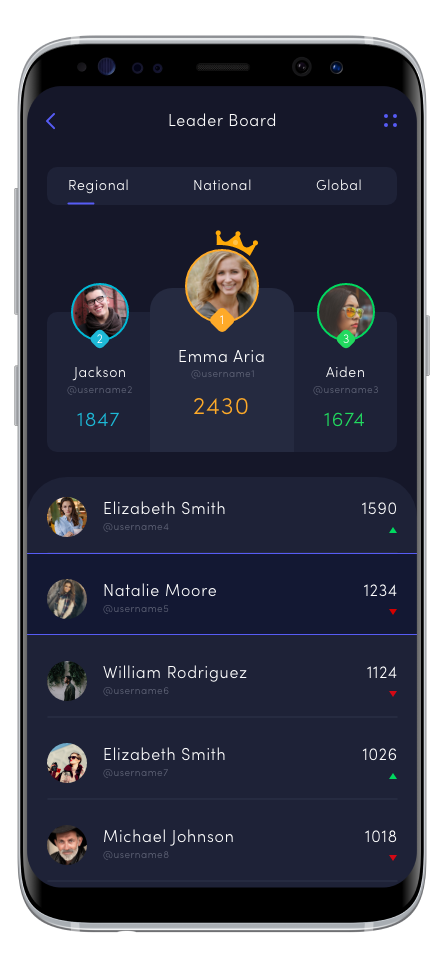 Leader Board
Regional National Global
1
2
3
Jackson
@username2
1847
Emma Aria
@username1
2430
Aiden
@username3
1674
Elizabeth Smith 1590
@username4
Natalie Moore 1234
@username5
William Rodriguez 1124
@username6
Elizabeth Smith 1026
@username7
Michael Johnson 1018
@username8